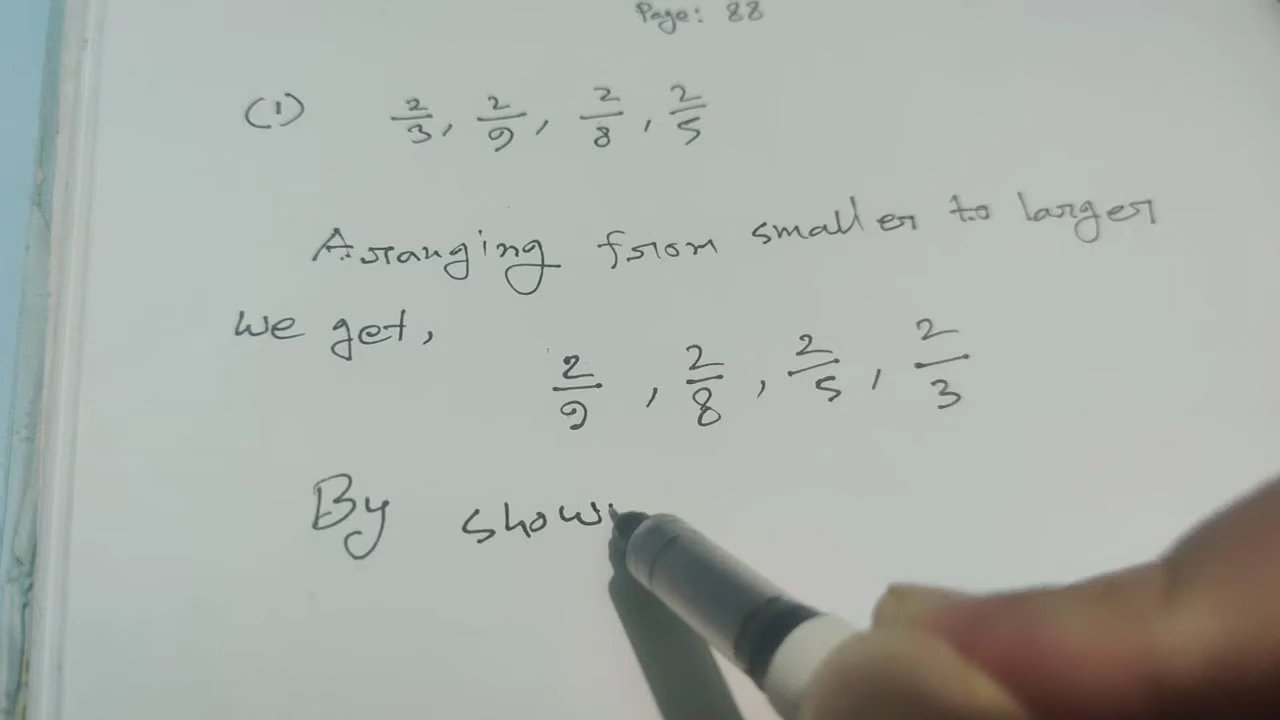 Page: 88
(1) 2/3, 2/9, 2/8, 2/5
Arranging from smaller to larger
we get,
2/9, 2/8, 2/5, 2/3
By show